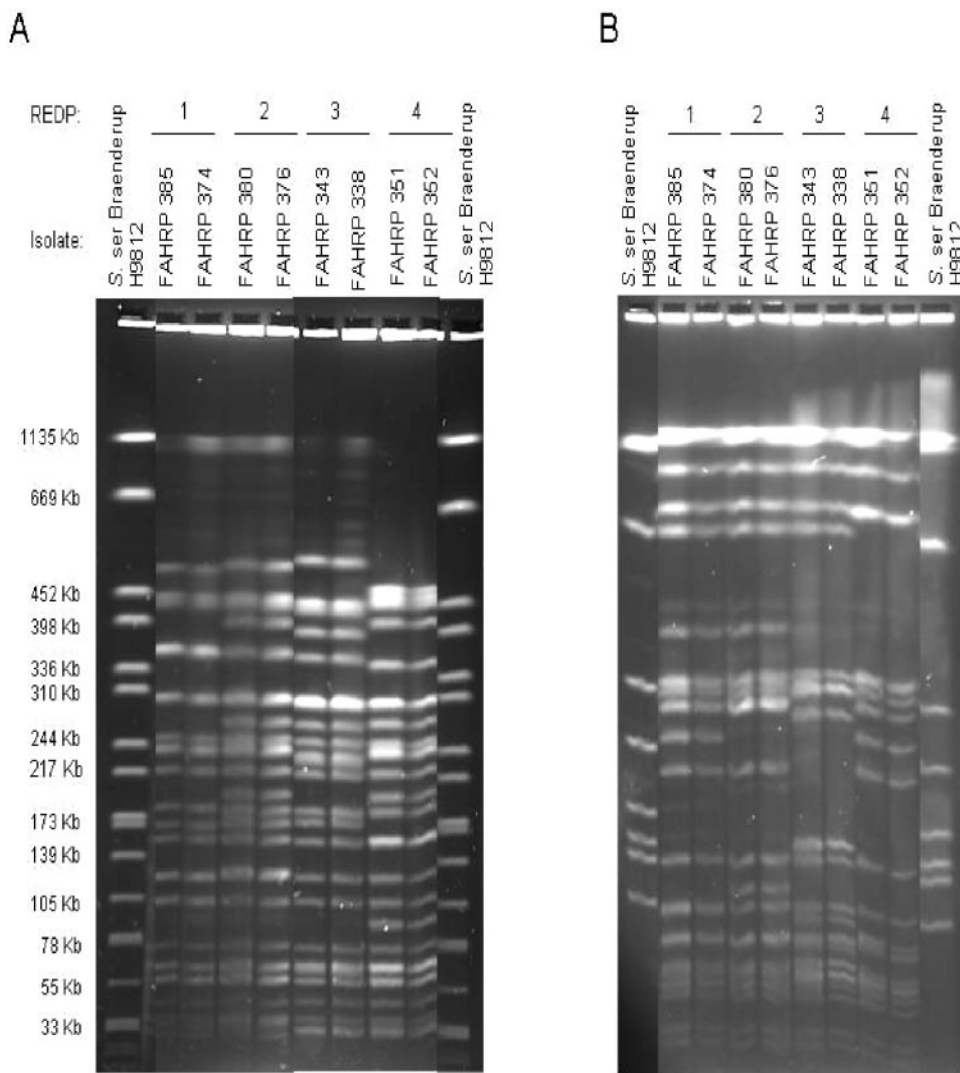 A
B
REDP:
1 2 3 4
1 2 3 4
Isolate:
S. ser Braenderup
H9812
FAHRP 385
FAHRP 374
FAHRP 380
FAHRP 376
FAHRP 343
FAHRP 338
FAHRP 351
FAHRP 352
S. ser Braenderup
H9812
S. ser Braenderup
H9812
FAHRP 385
FAHRP 374
FAHRP 380
FAHRP 376
FAHRP 343
FAHRP 338
FAHRP 351
FAHRP 352
S. ser Braenderup
H9812
1135 Kb
669 Kb
452 Kb
398 Kb
336 Kb
310 Kb
244 Kb
217 Kb
173 Kb
139 Kb
105 Kb
78 Kb
55 Kb
33 Kb